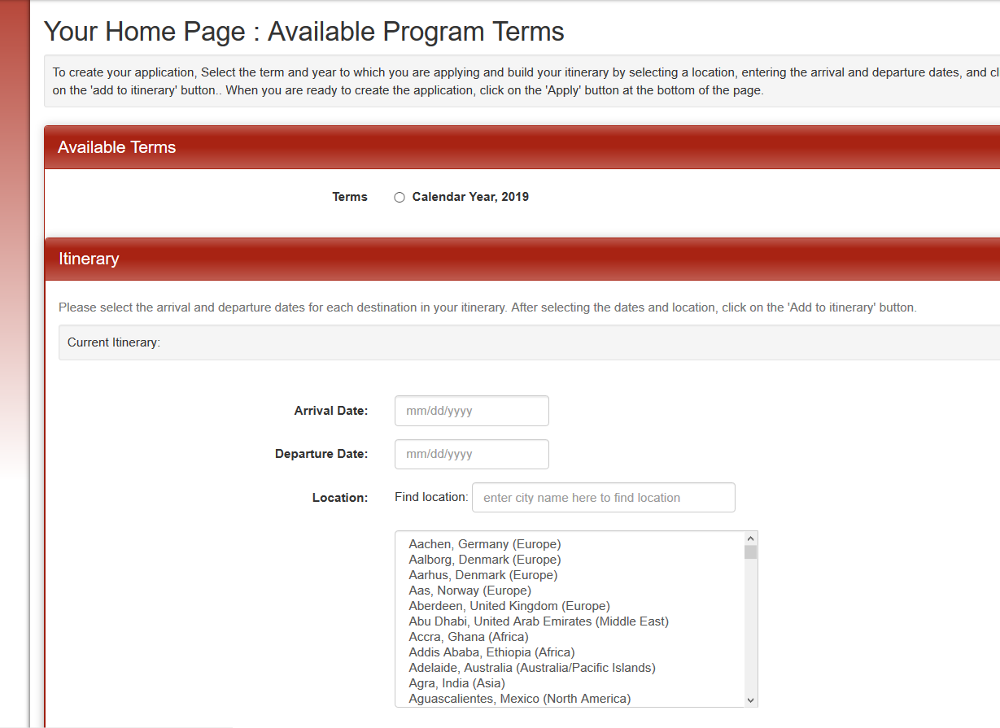 Your Home Page : Available Program Terms
To create your application, Select the term and year to which you are applying and build your itinerary by selecting a location, entering the arrival and departure dates, and cl
on the 'add to itinerary' button.. When you are ready to create the application, click on the 'Apply' button at the bottom of the page.
Available Terms
Terms Calendar Year, 2019
Itinerary
Please select the arrival and departure dates for each destination in your itinerary. After selecting the dates and location, click on the 'Add to itinerary' button.
Current Itinerary:
Arrival Date: mm/dd/yyyy
Departure Date: mm/dd/yyyy
Location: Find location: enter city name here to find location
Aachen, Germany (Europe)
Aalborg, Denmark (Europe)
Aarhus, Denmark (Europe)
Aas, Norway (Europe)
Aberdeen, United Kingdom (Europe)
Abu Dhabi, United Arab Emirates (Middle East)
Accra, Ghana (Africa)
Addis Ababa, Ethiopia (Africa)
Adelaide, Australia (Australia/Pacific Islands)
Agra, India (Asia)
Aguascalientes, Mexico (North America)